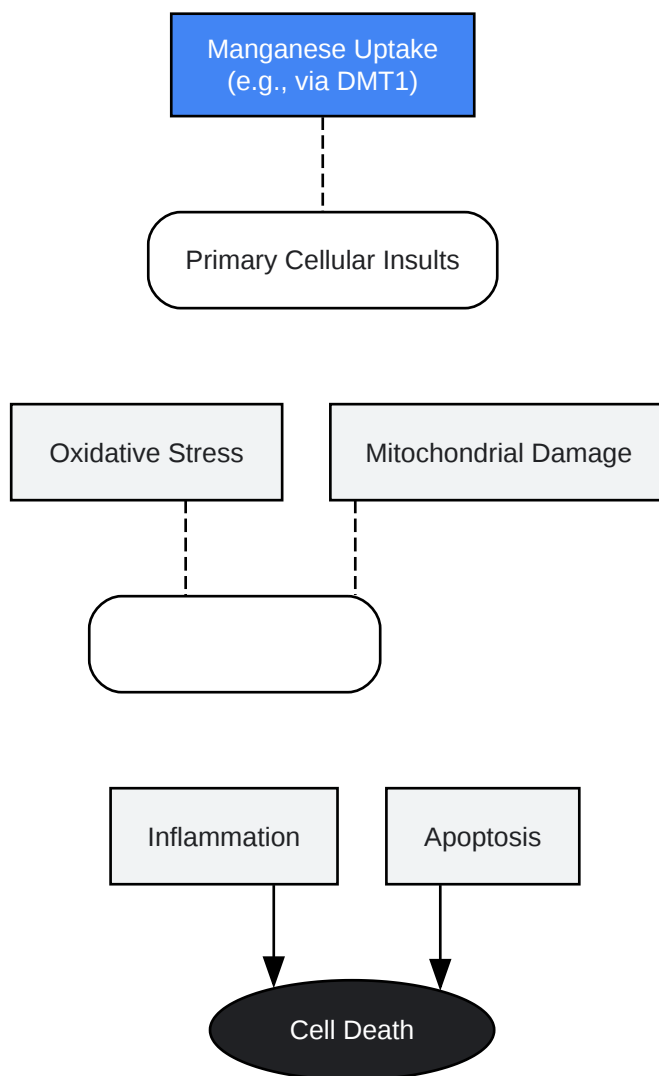 Manganese Uptake
(e.g., via DMT1)
Primary Cellular Insults
Oxidative Stress
Mitochondrial Damage
Inflammation
Apoptosis
Cell Death